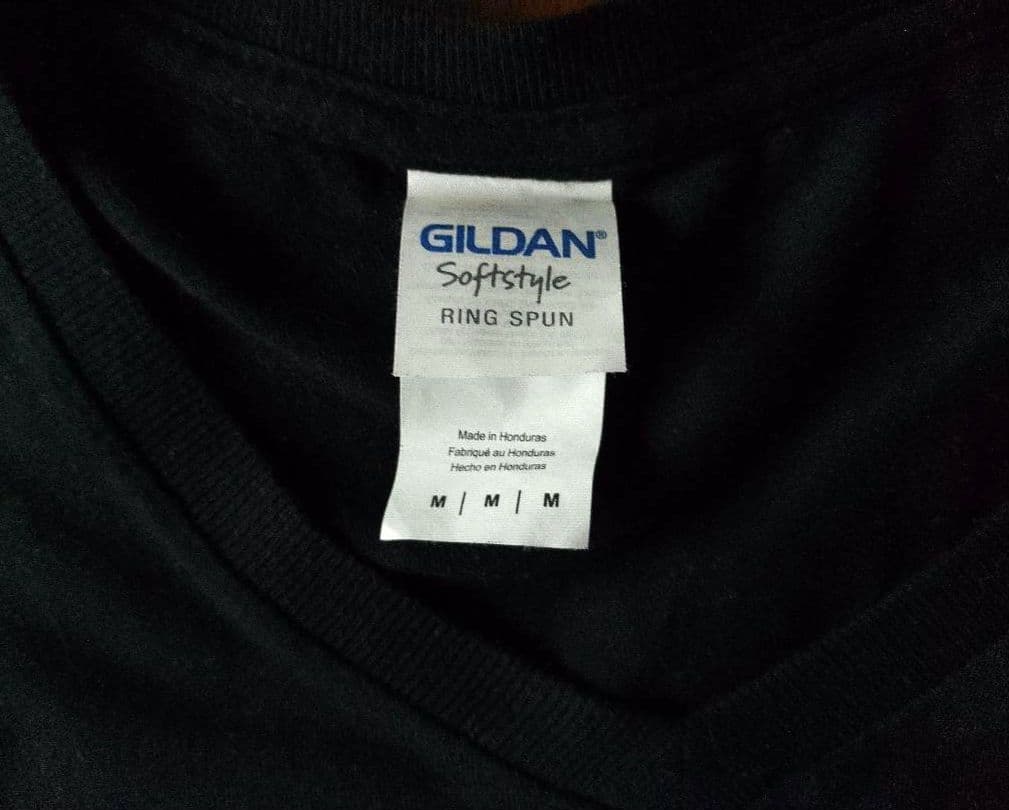 GILDAN®
Softstyle
RING SPUN
Made in Honduras
Fabriqué au Honduras
Hecho en Honduras
M | M | M